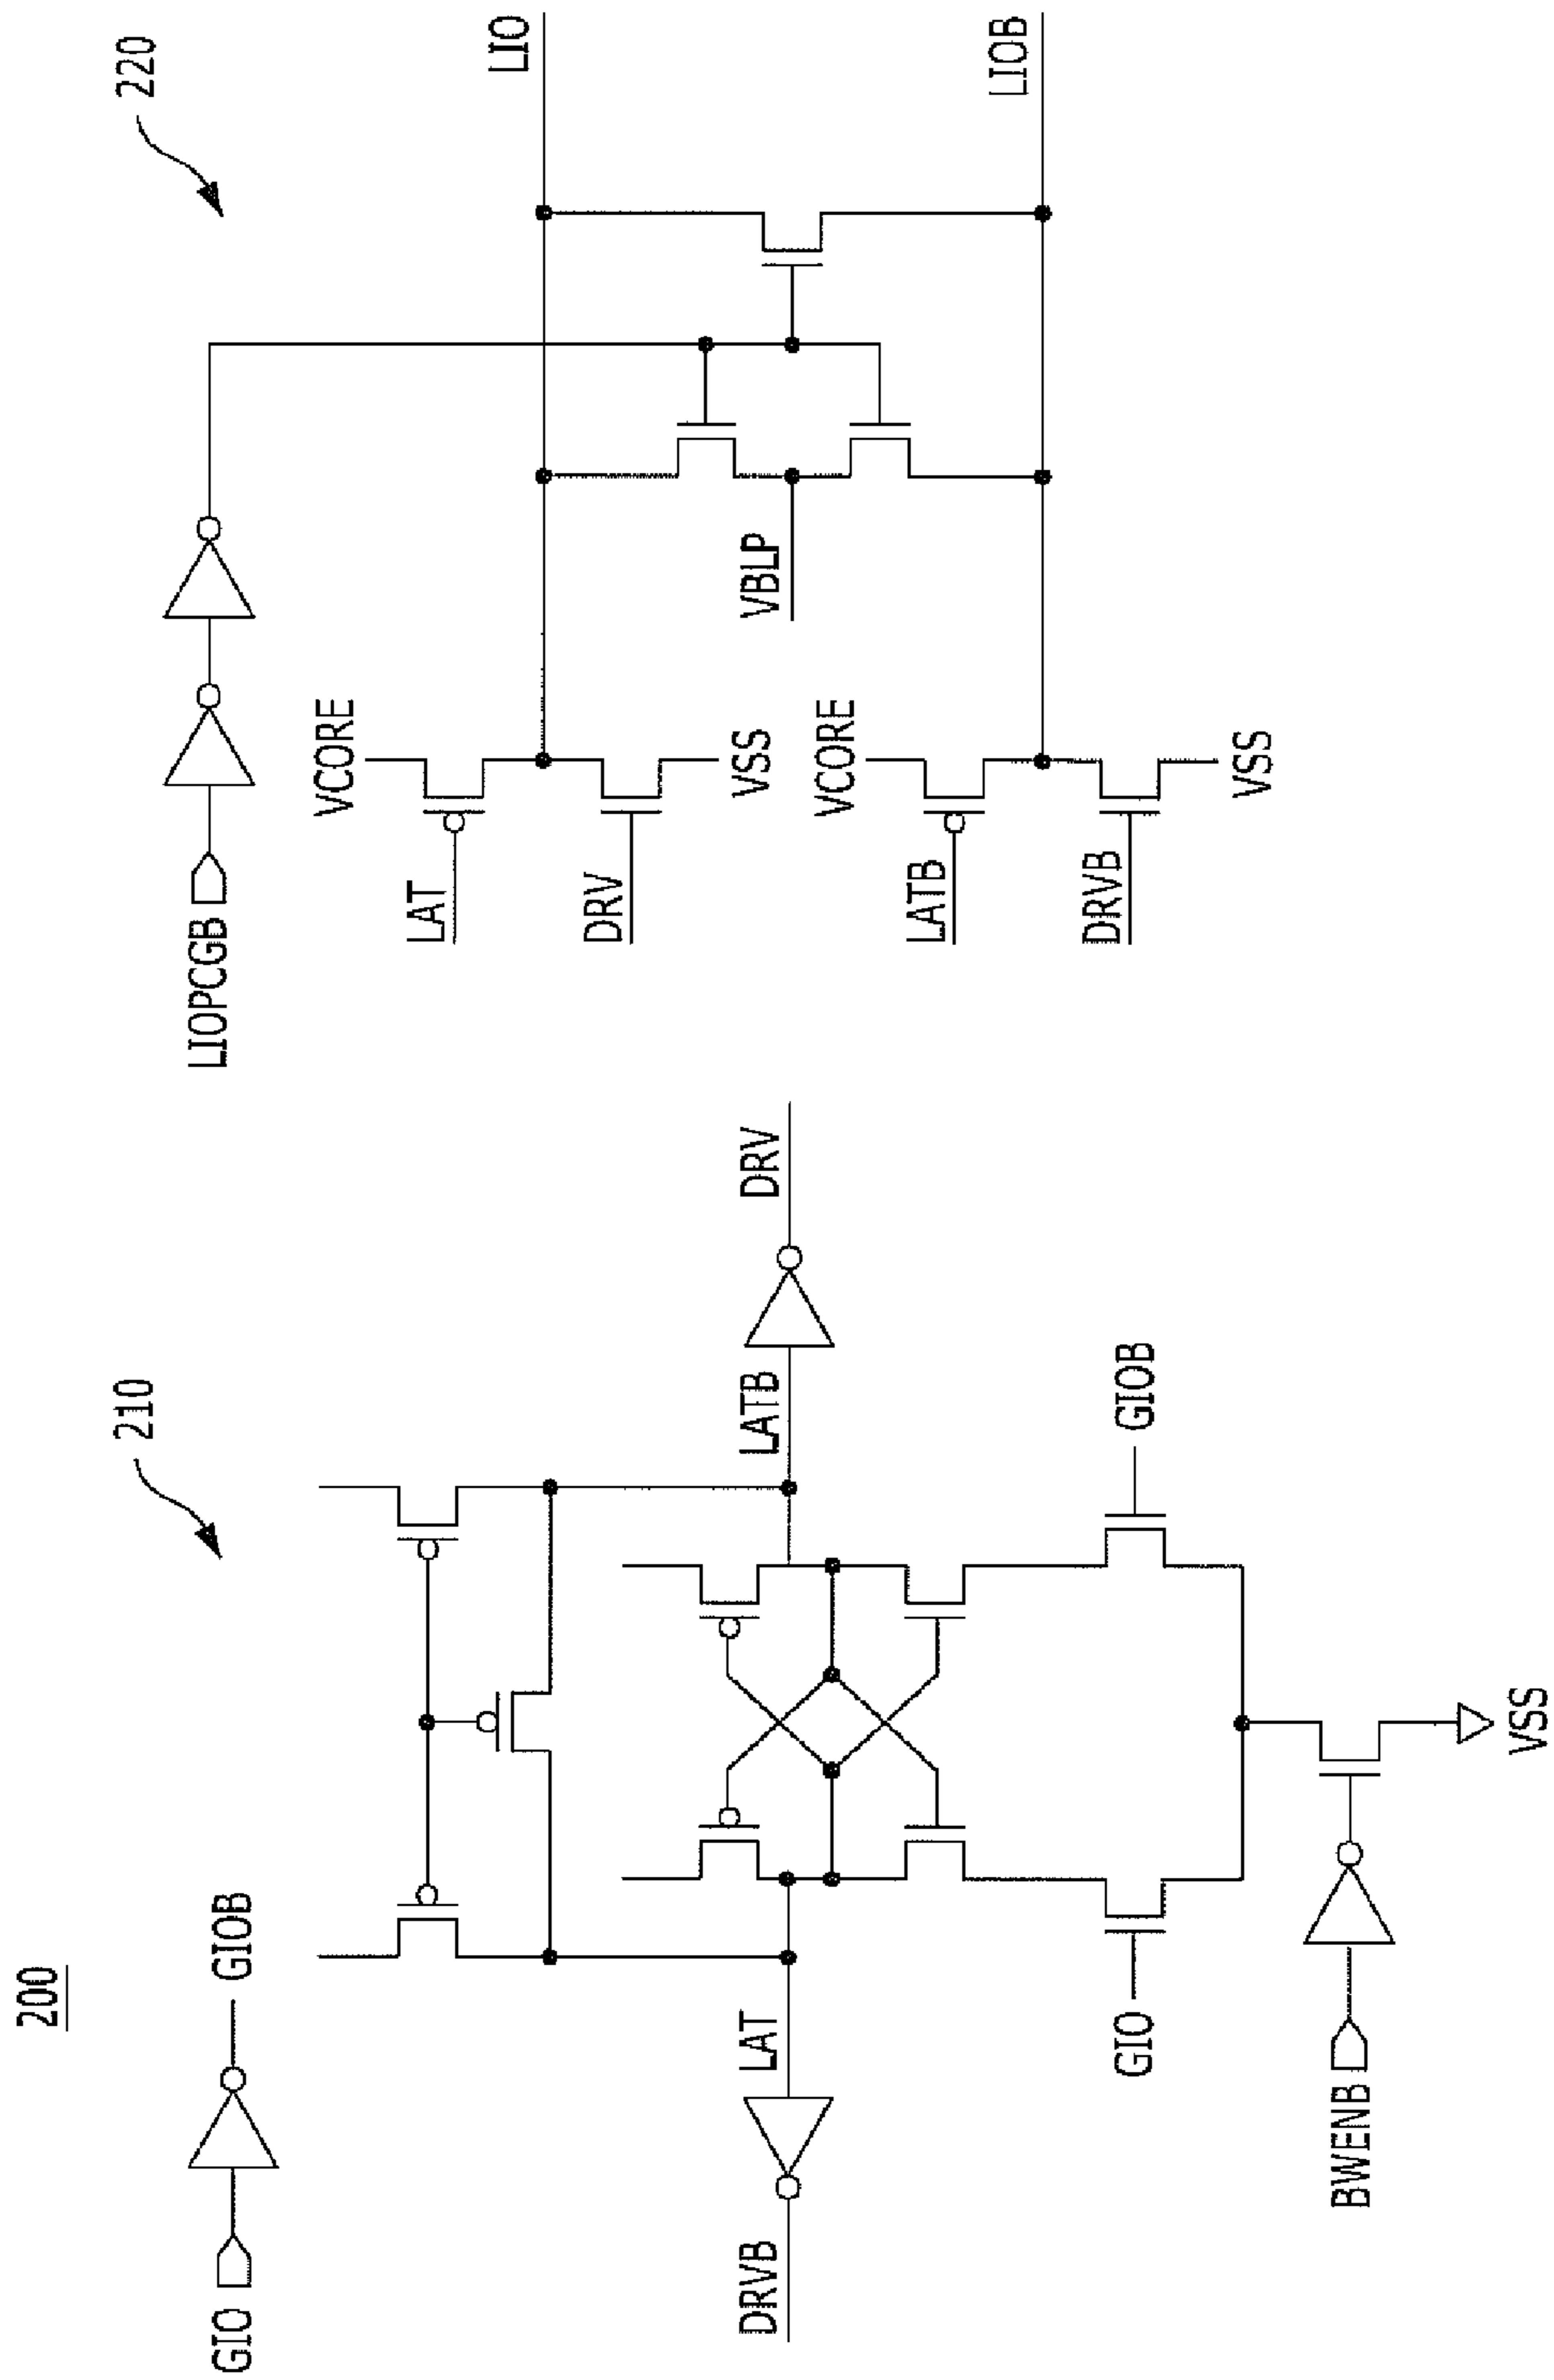 200
GIO
GIOB
210
DRVB
LAT
LATB
DRV
GIO
GIOB
BWENB
VSS
220
LIOPCGB
VCORE
LAT
DRV
VSS
VBLP
VCORE
LATB
DRVB
VSS
LIO
LIOB